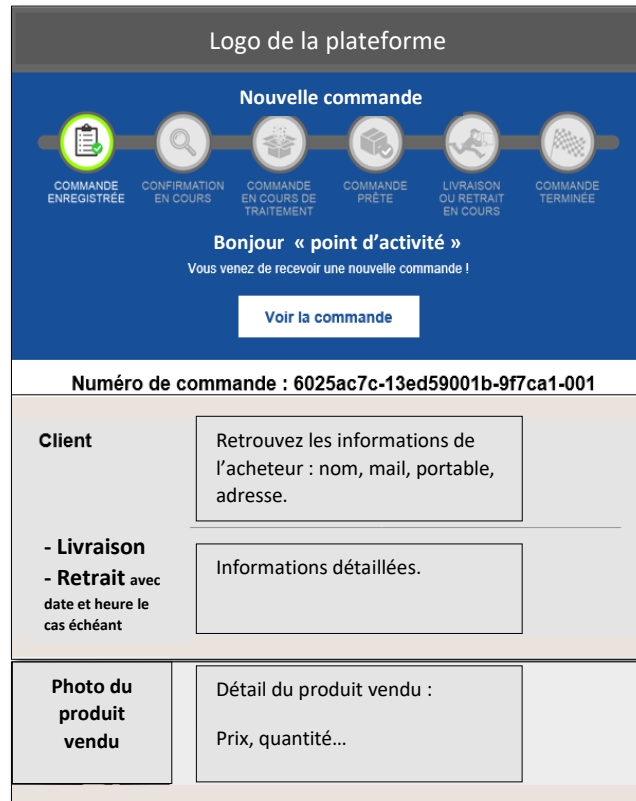 Logo de la plateforme
Nouvelle commande
COMMANDE ENREGISTRÉE
CONFIRMATION EN COURS
COMMANDE EN COURS DE TRAITEMENT
COMMANDE PRÊTE
LIVRAISON OU RETRAIT EN COURS
COMMANDE TERMINÉE
Bonjour « point d’activité »
Vous venez de recevoir une nouvelle commande !
Voir la commande
Numéro de commande : 6025ac7c-13ed59001b-9f7ca1-001
Client
Retrouvez les informations de
l’acheteur : nom, mail, portable,
adresse.
- Livraison
- Retrait avec
date et heure le
cas échéant
Informations détaillées.
Photo du
produit
vendu
Détail du produit vendu :
Prix, quantité…